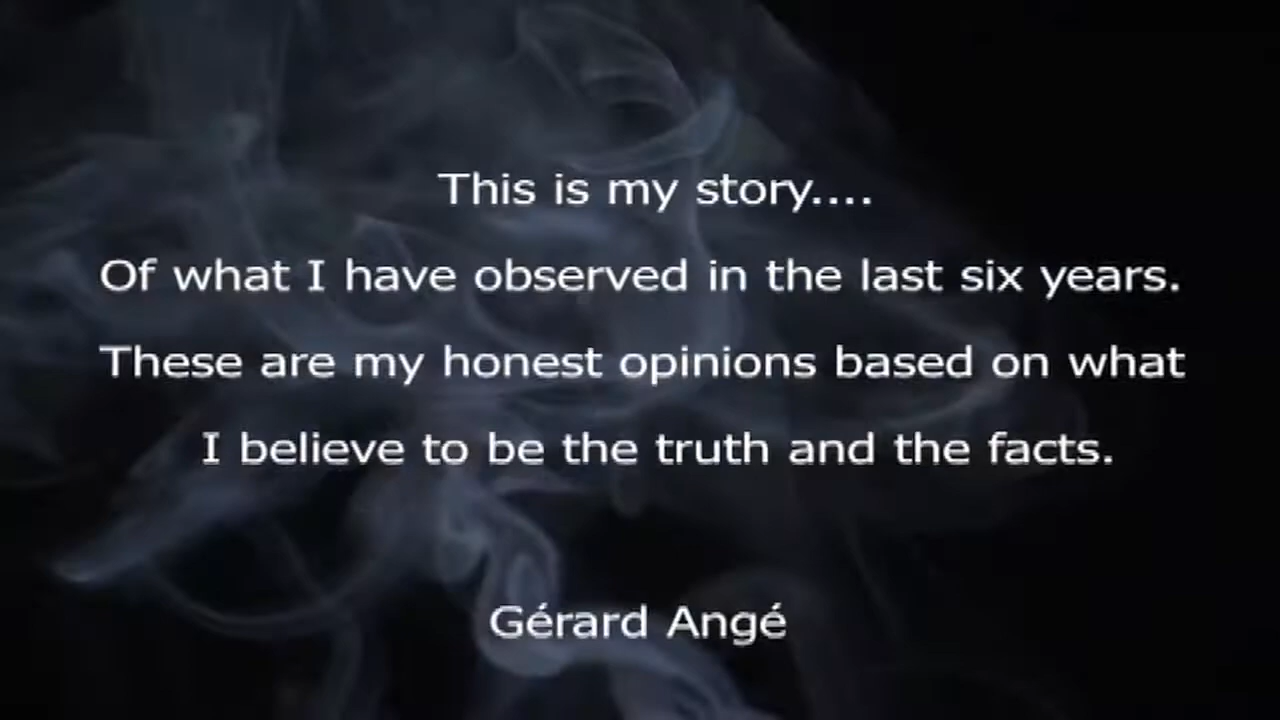 This is my story....
Of what I have observed in the last six years.
These are my honest opinions based on what
I believe to be the truth and the facts.
Gérard Angé